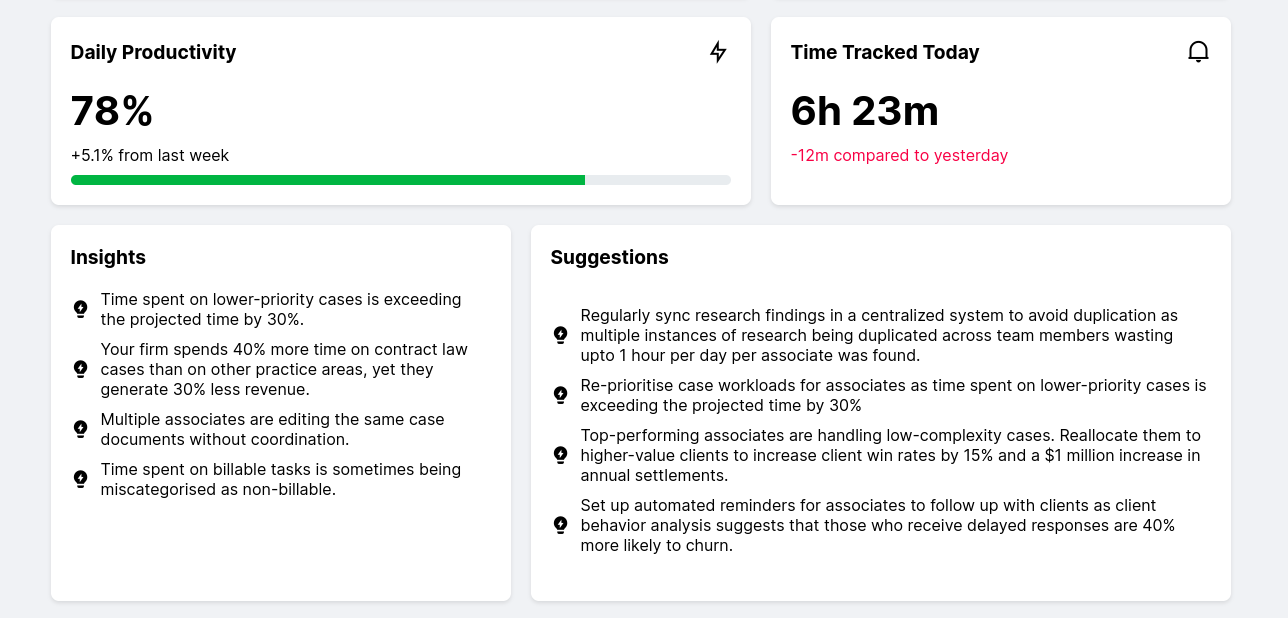 Daily Productivity
78%
+5.1% from last week
Time Tracked Today
6h 23m
-12m compared to yesterday
Insights
Time spent on lower-priority cases is exceeding
the projected time by 30%.
Your firm spends 40% more time on contract law
cases than on other practice areas, yet they
generate 30% less revenue.
Multiple associates are editing the same case
documents without coordination.
Time spent on billable tasks is sometimes being
miscategorised as non-billable.
Suggestions
Regularly sync research findings in a centralized system to avoid duplication as
multiple instances of research being duplicated across team members wasting
upto 1 hour per day per associate was found.
Re-prioritise case workloads for associates as time spent on lower-priority cases is
exceeding the projected time by 30%
Top-performing associates are handling low-complexity cases. Reallocate them to
higher-value clients to increase client win rates by 15% and a $1 million increase in
annual settlements.
Set up automated reminders for associates to follow up with clients as client
behavior analysis suggests that those who receive delayed responses are 40%
more likely to churn.